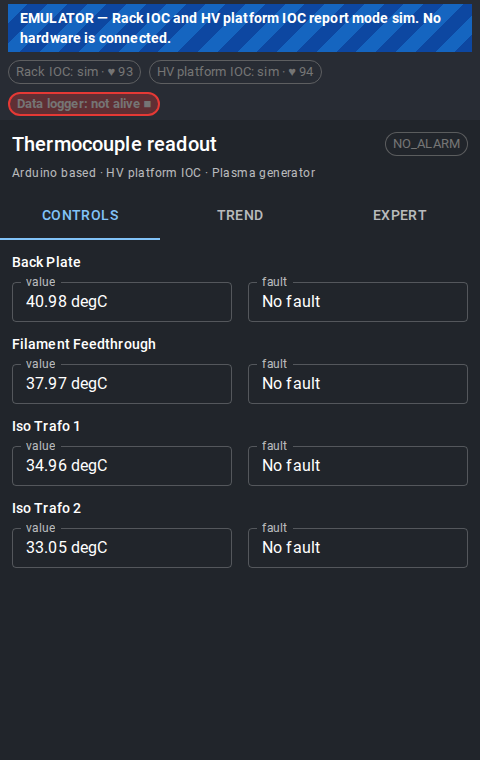 EMULATOR — Rack IOC and HV platform IOC report mode sim. No
hardware is connected.
Rack IOC: sim · ♥ 93
HV platform IOC: sim · ♥ 94
Data logger: not alive ■
Thermocouple readout
NO_ALARM
Arduino based · HV platform IOC · Plasma generator
CONTROLS
TREND
EXPERT
Back Plate
value
fault
40.98 degC
No fault
Filament Feedthrough
value
fault
37.97 degC
No fault
Iso Trafo 1
value
fault
34.96 degC
No fault
Iso Trafo 2
value
fault
33.05 degC
No fault